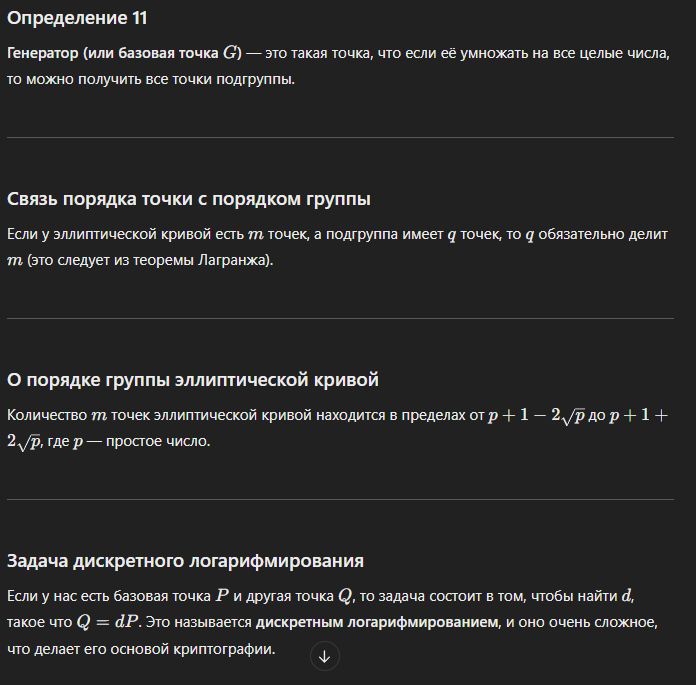 Определение 11
Генератор (или базовая точка G) — это такая точка, что если её умножать на все целые числа,
то можно получить все точки подгруппы.
Связь порядка точки с порядком группы
Если у эллиптической кривой есть m точек, а подгруппа имеет q точек, то q обязательно делит
m (это следует из теоремы Лагранжа).
О порядке группы эллиптической кривой
Количество m точек эллиптической кривой находится в пределах от p + 1 − 2√p до p + 1 +
2√p, где p — простое число.
Задача дискретного логарифмирования
Если у нас есть базовая точка P и другая точка Q, то задача состоит в том, чтобы найти d,
такое что Q = dP. Это называется дискретным логарифмированием, и оно очень сложное,
что делает его основой криптографии.